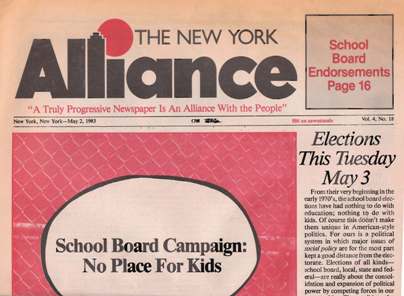 THE NEW YORK
Alliance
"A Truly Progressive Newspaper Is An Alliance With the People"
School
Board
Endorsements
Page 16
New York, New York—May 2, 1983
50¢ on newsstands
Vol. 4, No. 18
School Board Campaign:
No Place For Kids
Elections
This Tuesday
May 3
From their very beginning in the
early 1970's, the school board elec-
tions have had nothing to do with
education; nothing to do with
kids. Of course this doesn't make
them unique in American-style
politics. For ours is a political
system in which major issues of
social policy are for the most part
kept a good distance from the elec-
torate. Elections of all kinds—
school board, local, state and fed-
eral—are really about the consol-
idation and expansion of political
power by competing forces in our